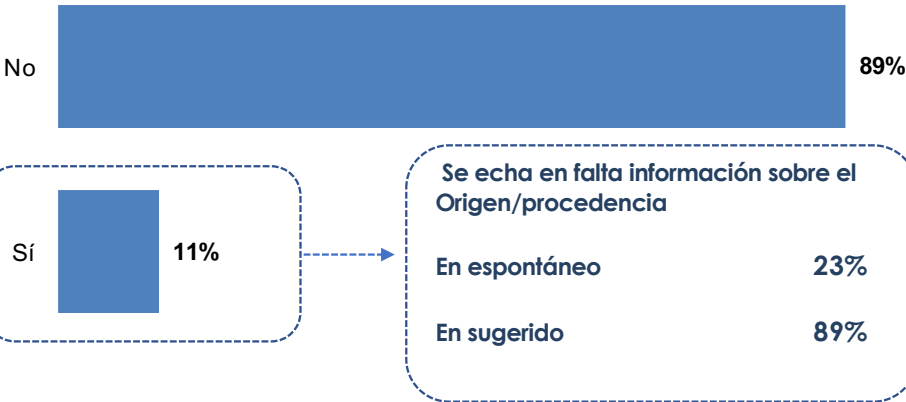 No 89%
Se echa en falta información sobre el
Origen/procedencia
Sí 11%
En espontáneo 23%
En sugerido 89%